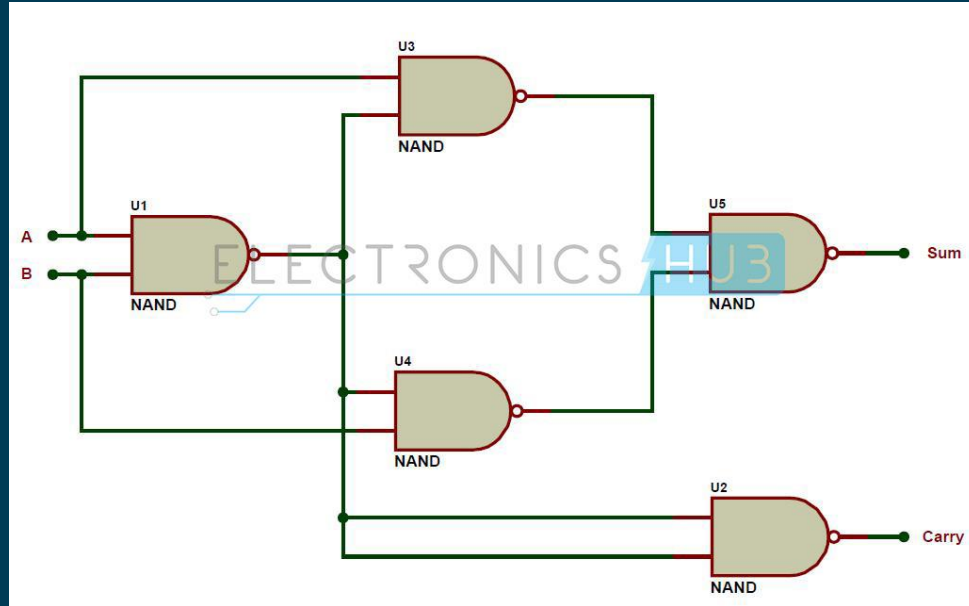 U3
NAND
U1
A
B
NAND
U5
Sum
NAND
ELECTRONICS HUB
U4
NAND
U2
Carry
NAND